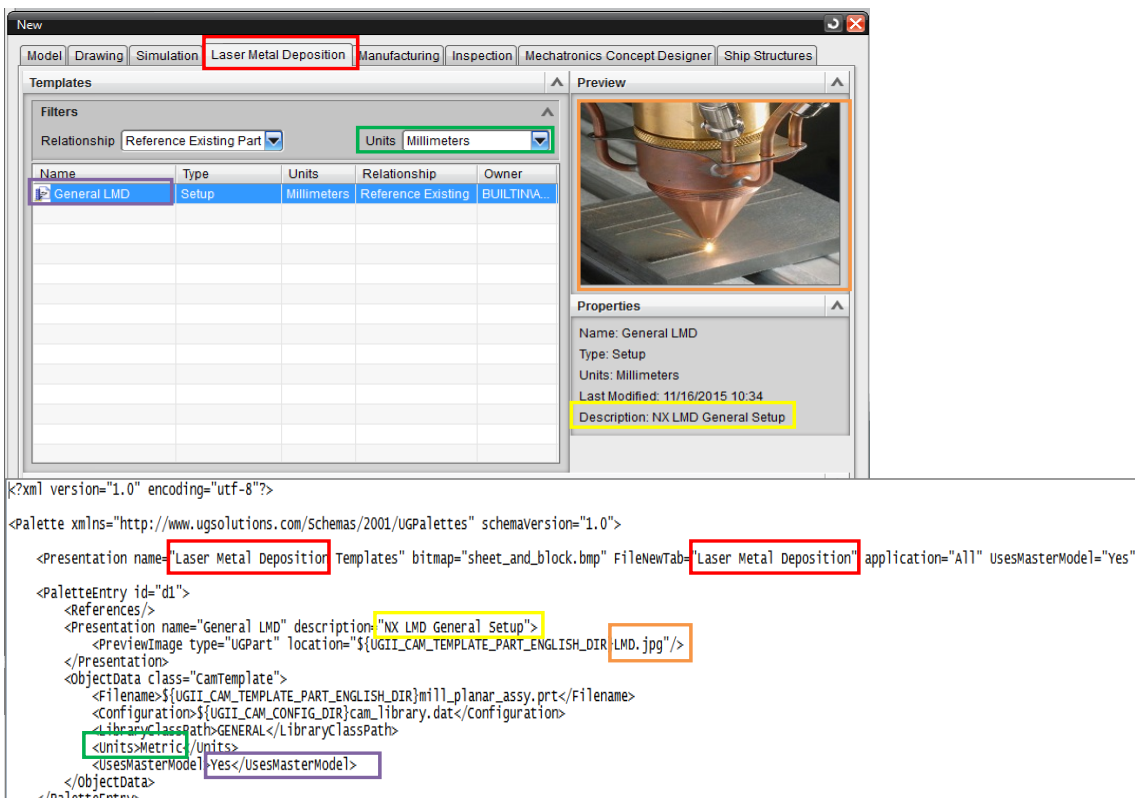 New
Model Drawing Simulation Laser Metal Deposition Manufacturing Inspection Mechatronics Concept Designer Ship Structures
Templates
Filters
Relationship Reference Existing Part Units Millimeters
Name Type Units Relationship Owner
General LMD Setup Millimeters Reference Existing BUILTIN\A...
Preview
Properties
Name: General LMD
Type: Setup
Units: Millimeters
Last Modified: 11/16/2015 10:34
Description: NX LMD General Setup
<?xml version="1.0" encoding="utf-8"?>
<Palette xmlns="http://www.ugsolutions.com/Schemas/2001/UGPalettes" schemaVersion="1.0">
<Presentation name="Laser Metal Deposition Templates" bitmap="sheet_and_block.bmp" FileNewTab="Laser Metal Deposition" application="All" UsesMasterModel="Yes"
<PaletteEntry id="d1">
<References/>
<Presentation name="General LMD" description="NX LMD General Setup">
<PreviewImage type="UGPart" location="${UGII_CAM_TEMPLATE_PART_ENGLISH_DIR}LMD.jpg"/>
</Presentation>
<ObjectData class="CamTemplate">
<Filename>${UGII_CAM_TEMPLATE_PART_ENGLISH_DIR}mill_planar_assy.prt</Filename>
<Configuration>${UGII_CAM_CONFIG_DIR}cam_library.dat</Configuration>
<LibraryClassPath>GENERAL</LibraryClassPath>
<Units>Metric</Units>
<UsesMasterModel>Yes</UsesMasterModel>
</ObjectData>
</PaletteEntry>